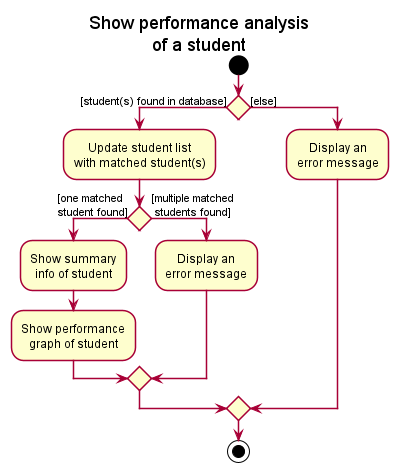 Show performance analysis
of a student
[student(s) found in database]
[else]
Update student list
with matched student(s)
Display an
error message
[one matched
student found]
[multiple matched
students found]
Show summary
info of student
Display an
error message
Show performance
graph of student